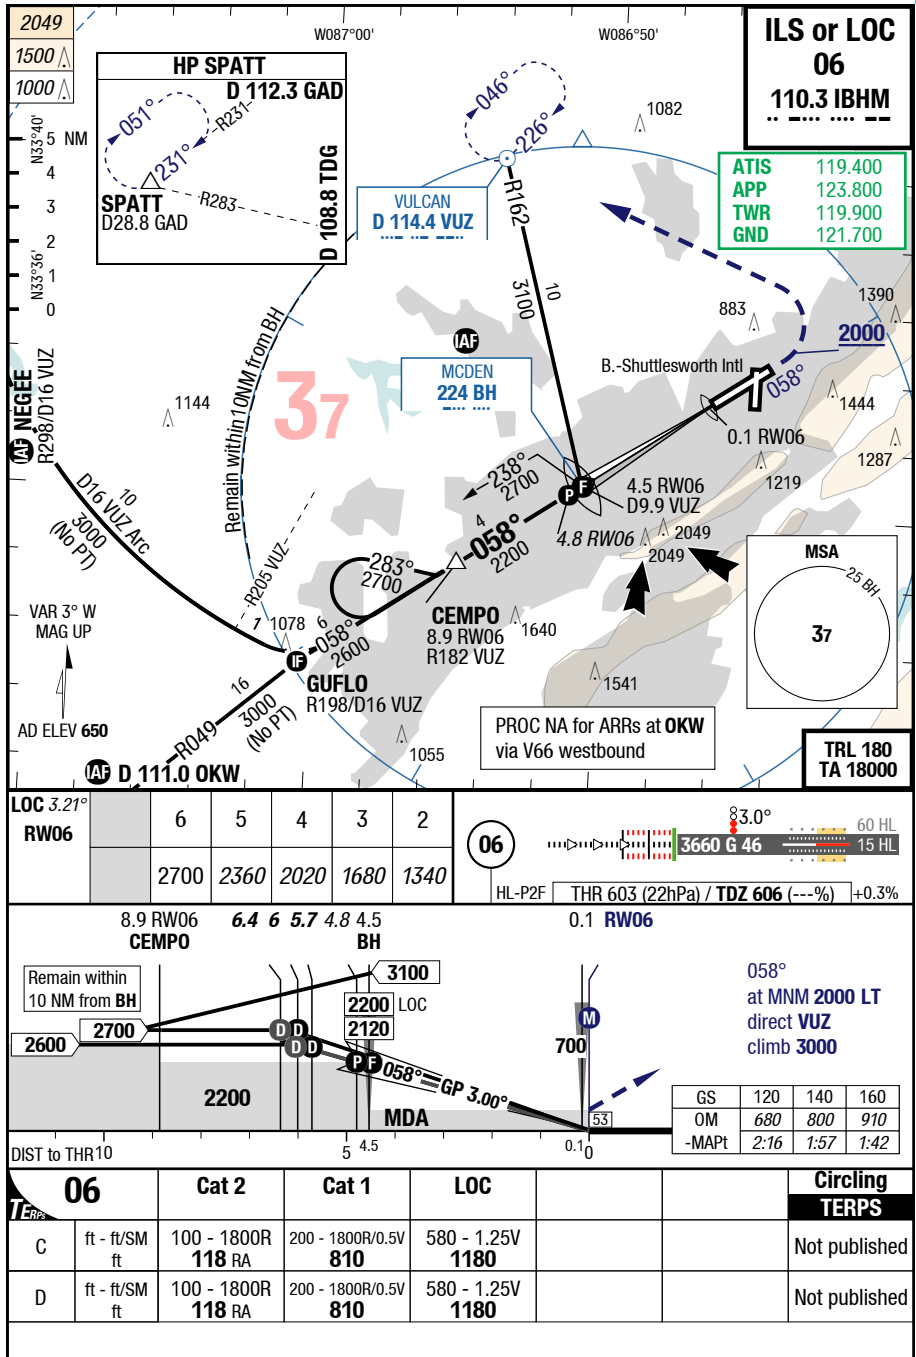 2049
1500
1000
W087°00'
W086°50'
ILS or LOC
06
110.3 IBHM
HP SPATT
D 112.3 GAD
R231
051°
231°
SPATT
D28.8 GAD
R283
D 108.8 TDG
N33°40'
5 NM
4
3
2
N33°36'
1
0
046°
226°
1082
ATIS 119.400
APP 123.800
TWR 119.900
GND 121.700
VULCAN
D 114.4 VUZ
R162
10
3100
1390
883
2000
IAF
MCDEN
224 BH
B.-Shuttlesworth Intl
058°
Remain within 10NM from BH
37
IAF NEGEE
R298/D16 VUZ
1144
1444
0.1 RW06
1287
1219
238°
2700
P
F
4.5 RW06
D9.9 VUZ
4.8 RW06
2049
2049
10
D16 VUZ Arc
3000
(No PT)
4
058°
2200
R205 VUZ
283°
2700
MSA
25 BH
37
CEMPO
8.9 RW06
R182 VUZ
1640
VAR 3° W
MAG UP
1
1078
6
058°
2600
IF
GUFLO
R198/D16 VUZ
1541
AD ELEV 650
16
R049
3000
(No PT)
1055
PROC NA for ARRs at OKW
via V66 westbound
TRL 180
TA 18000
IAF D 111.0 OKW
LOC 3.21°
RW06
6 5 4 3 2
2700 2360 2020 1680 1340
06
HL-P2F
3.0°
60 HL
3660 G 46
15 HL
THR 603 (22hPa) / TDZ 606 (---%)
+0.3%
8.9 RW06 6.4 6 5.7 4.8 4.5
CEMPO BH
0.1 RW06
Remain within
10 NM from BH
3100
2200 LOC
2120
2700
2600
D D
D D
P F
058°
GP 3.00°
M
700
53
2200
MDA
058°
at MNM 2000 LT
direct VUZ
climb 3000
GS 120 140 160
OM 680 800 910
-MAPt 2:16 1:57 1:42
DIST to THR 10 5 4.5 0.1 0
TERPS
06
Cat 2 Cat 1 LOC Circling
TERPS
C ft - ft/SM 100 - 1800R 200 - 1800R/0.5V 580 - 1.25V Not published
ft 118 RA 810 1180
D ft - ft/SM 100 - 1800R 200 - 1800R/0.5V 580 - 1.25V Not published
ft 118 RA 810 1180